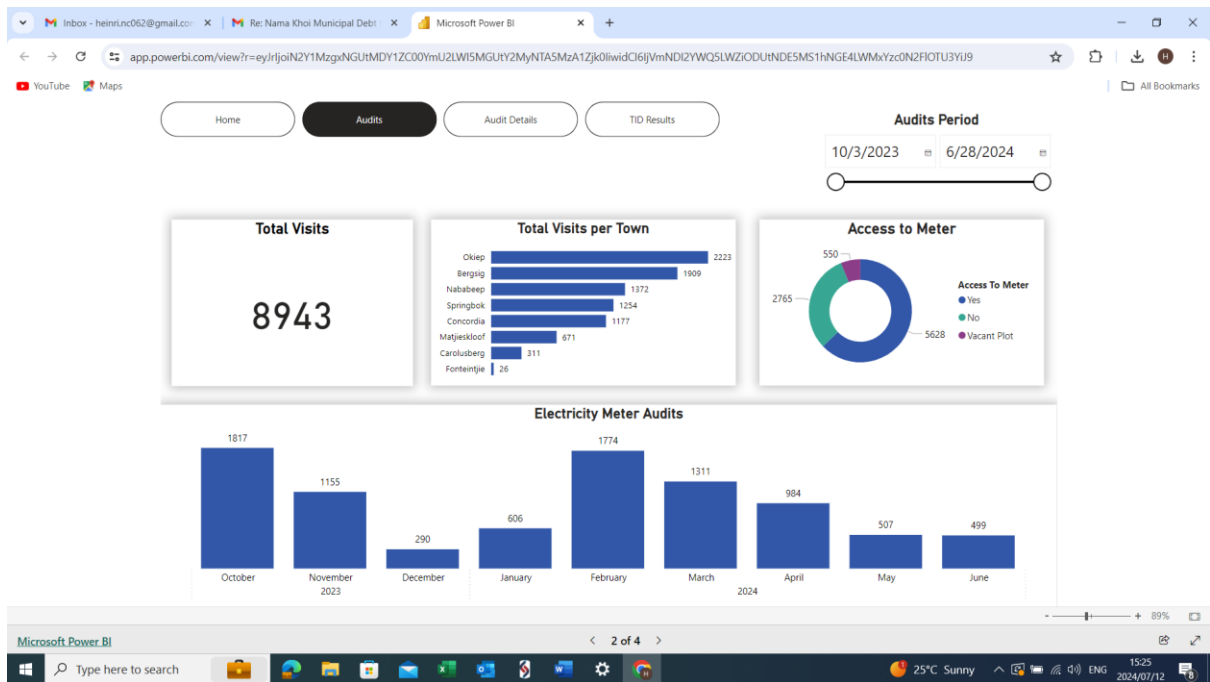 Inbox - heinri.nc062@gmail.co
Re: Nama Khoi Municipal Debt
Microsoft Power BI
app.powerbi.com/view?r=eyJrIjoiN2Y1MzgxNGUtMDY1ZC00YmU2LWI5MGUtY2MyNTA5MzA1Zjk0IiwidCI6IjVmNDI2YWQ5LWZiODUtNDE5MS1hNGE4LWMxYzc0N2FlOTU3YiJ9
YouTube Maps All Bookmarks
Home Audits Audit Details TID Results
Audits Period
10/3/2023 6/28/2024
Total Visits
8943
Total Visits per Town
Okiep 2223
Bergsig 1909
Nababeep 1372
Springbok 1254
Concordia 1177
Matjieskloof 671
Carolusberg 311
Fonteintjie 26
Access to Meter
550
2765
5628
Access To Meter
Yes
No
Vacant Plot
Electricity Meter Audits
1817 1155 290 606 1774 1311 984 507 499
October November December January February March April May June
2023 2024
- + 89%
Microsoft Power BI
2 of 4
Type here to search
25°C Sunny
ENG
15:25
2024/07/12